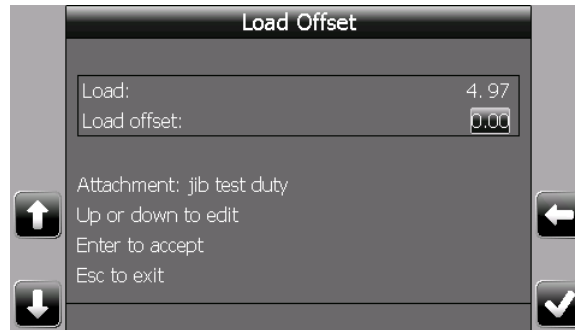 Load Offset
Load: 4.97
Load offset: 0.00
Attachment: jib test duty
Up or down to edit
Enter to accept
Esc to exit